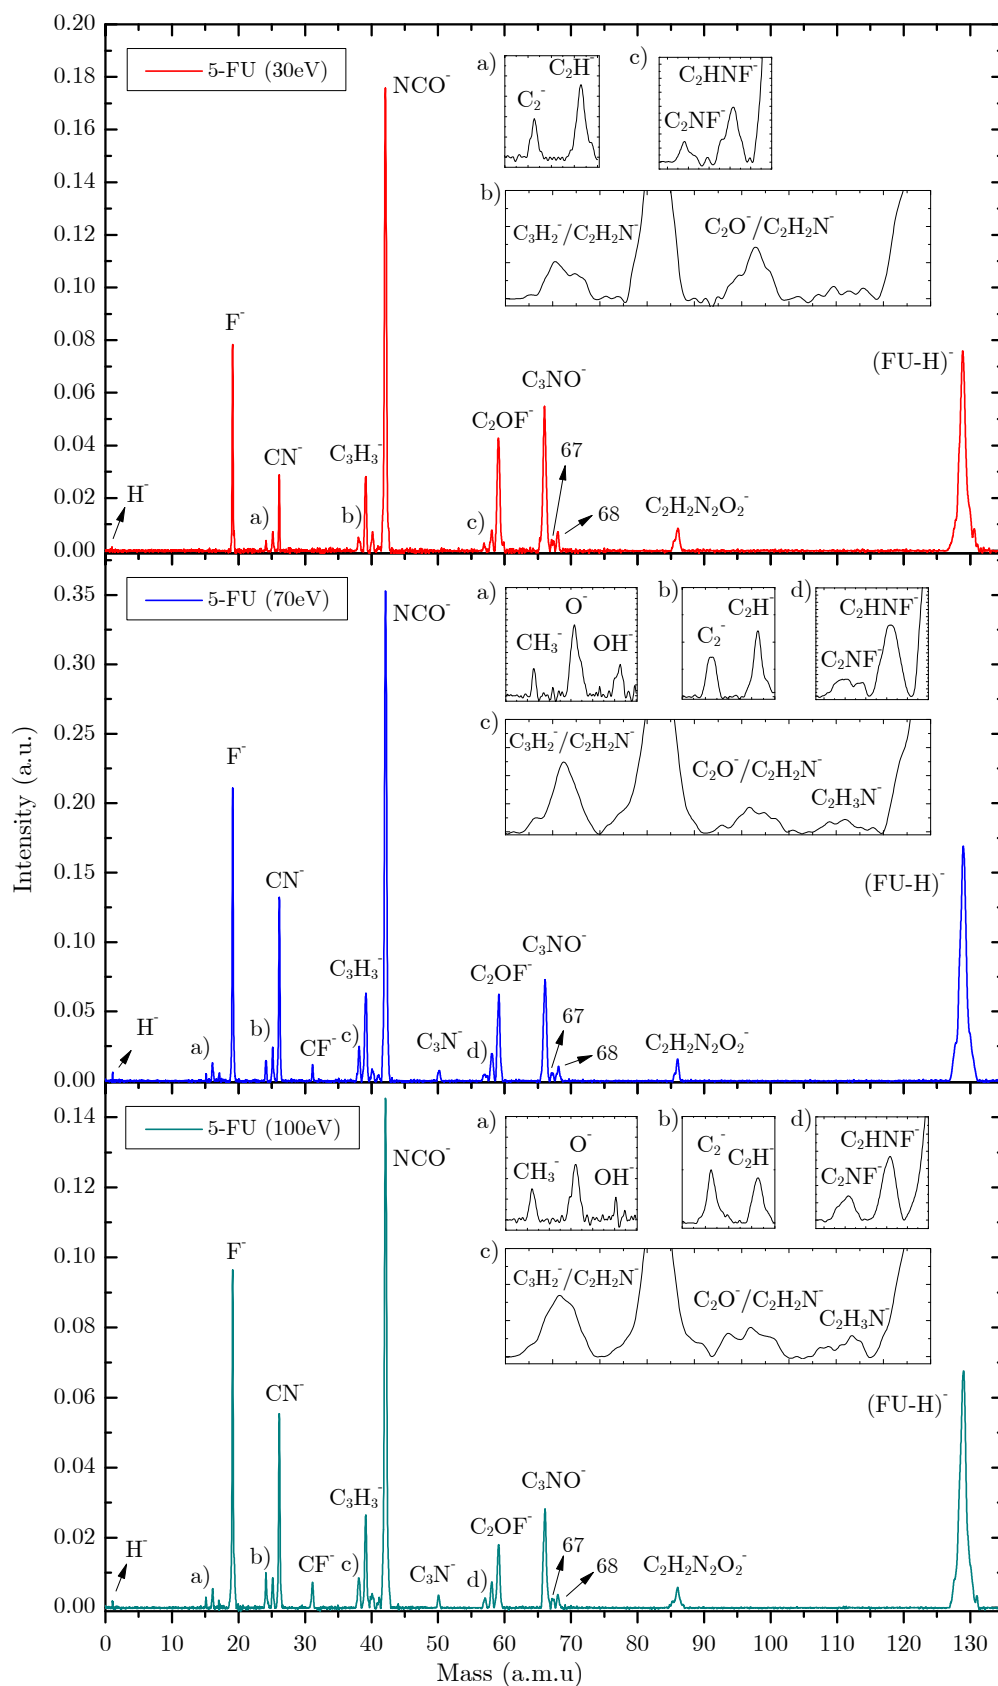 5-FU (30eV)
0.20
0.18
0.16
0.14
0.12
0.10
0.08
0.06
0.04
0.02
0.00
NCO⁻
F⁻
CN⁻
H⁻
a)
C₃H₃⁻
b)
C₂OF⁻
c)
C₃NO⁻
67
68
C₂H₂N₂O₂⁻
(FU-H)⁻
a)
C₂⁻
C₂H⁻
c)
C₂NF⁻
C₂HNF⁻
b)
C₃H₂⁻/C₂H₂N⁻
C₂O⁻/C₂H₂N⁻
5-FU (70eV)
0.35
0.30
0.25
0.20
0.15
0.10
0.05
0.00
Intensity (a.u.)
NCO⁻
F⁻
CN⁻
H⁻
a)
b)
CF⁻
C₃H₃⁻
c)
C₃N⁻
C₂OF⁻
d)
C₃NO⁻
67
68
C₂H₂N₂O₂⁻
(FU-H)⁻
a)
CH₃⁻
O⁻
OH⁻
b)
C₂⁻
C₂H⁻
d)
C₂NF⁻
C₂HNF⁻
c)
C₃H₂⁻/C₂H₂N⁻
C₂O⁻/C₂H₂N⁻
C₂H₃N⁻
5-FU (100eV)
0.14
0.12
0.10
0.08
0.06
0.04
0.02
0.00
NCO⁻
F⁻
CN⁻
H⁻
a)
b)
CF⁻
C₃H₃⁻
c)
C₃N⁻
C₂OF⁻
d)
C₃NO⁻
67
68
C₂H₂N₂O₂⁻
(FU-H)⁻
a)
CH₃⁻
O⁻
OH⁻
b)
C₂⁻
C₂H⁻
d)
C₂NF⁻
C₂HNF⁻
c)
C₃H₂⁻/C₂H₂N⁻
C₂O⁻/C₂H₂N⁻
C₂H₃N⁻
0 10 20 30 40 50 60 70 80 90 100 110 120 130
Mass (a.m.u)